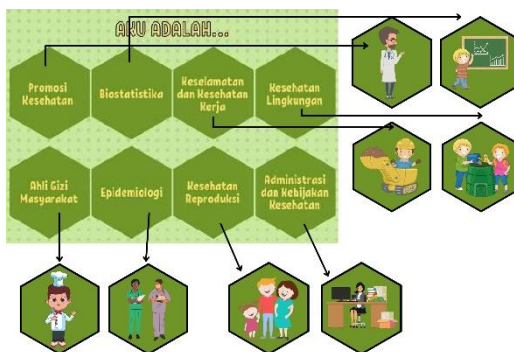 AKU ADALAH...
Promosi
Kesehatan
Biostatistika
Keselamatan
dan Kesehatan
Kerja
Kesehatan
Lingkungan
Ahli Gizi
Masyarakat
Epidemiologi
Kesehatan
Reproduksi
Administrasi
dan Kebijakan
Kesehatan